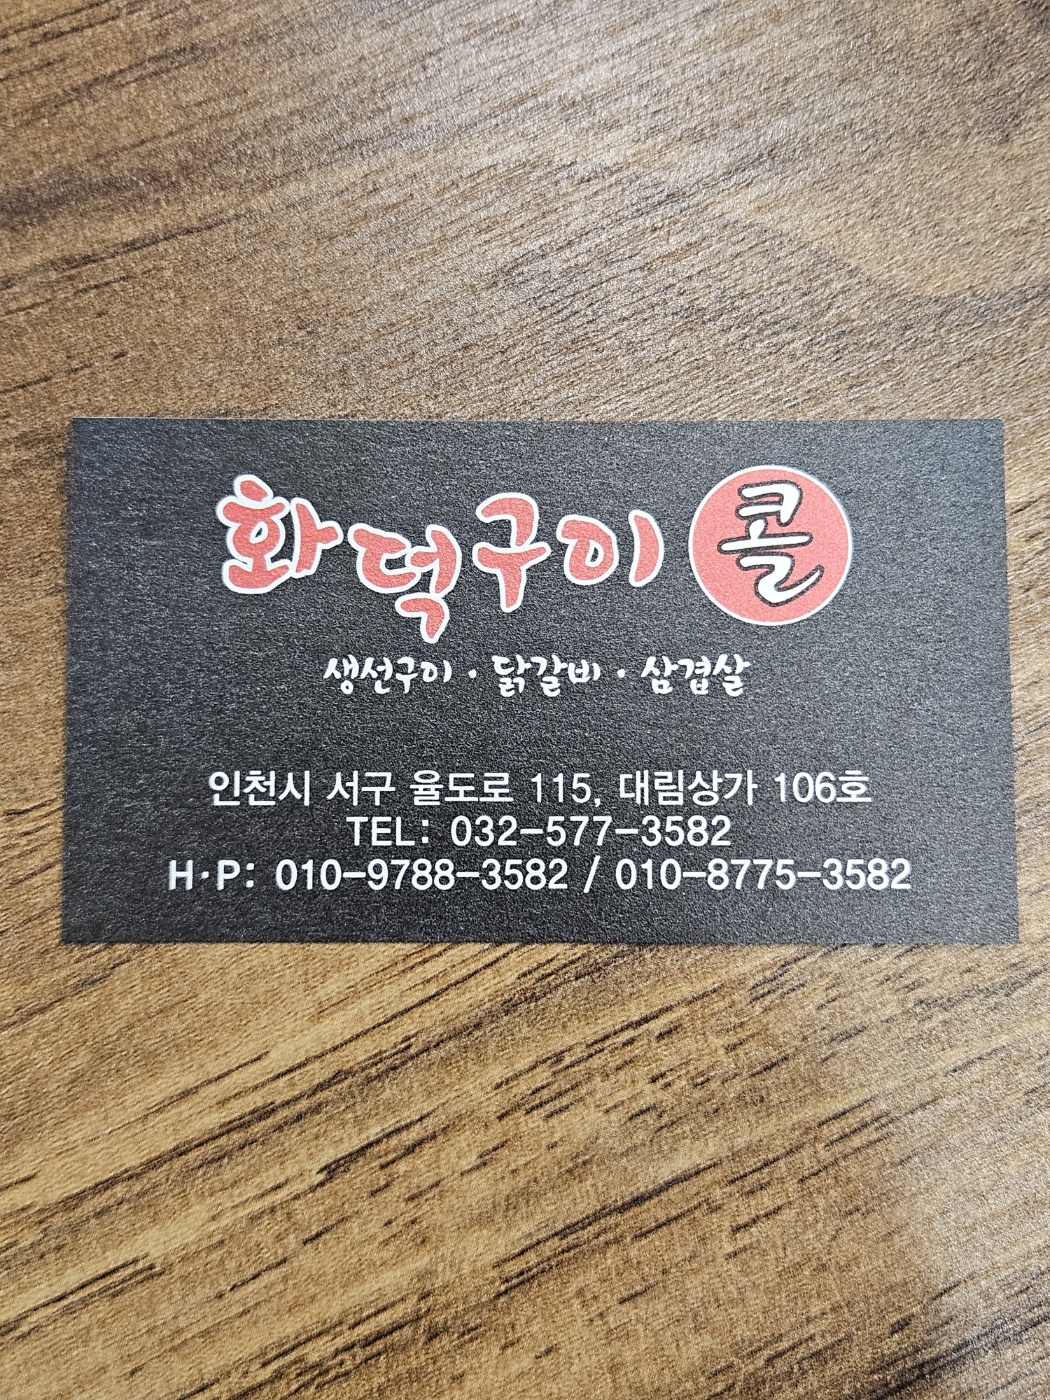 화덕구이 콜
생선구이 · 닭갈비 · 삼겹살
인천시 서구 율도로 115, 대림상가 106호
TEL: 032-577-3582
H·P: 010-9788-3582 / 010-8775-3582